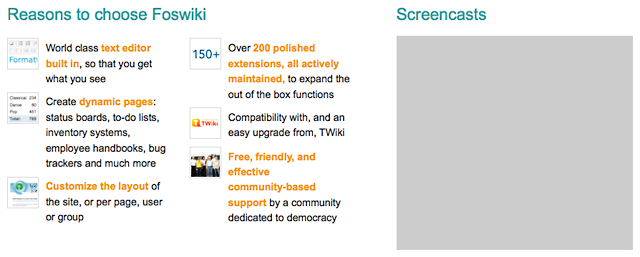 Reasons to choose Foswiki
Format
World class text editor
built in, so that you get
what you see
Classical 234
Dance 80
Pop 451
Create dynamic pages:
status boards, to-do lists,
inventory systems,
employee handbooks, bug
trackers and much more
Customize the layout of
the site, or per page, user
or group
150+
Over 200 polished
extensions, all actively
maintained, to expand the
out of the box functions
TWiki
Compatibility with, and an
easy upgrade from, TWiki
Free, friendly, and
effective
community-based
support by a community
dedicated to democracy
Screencasts